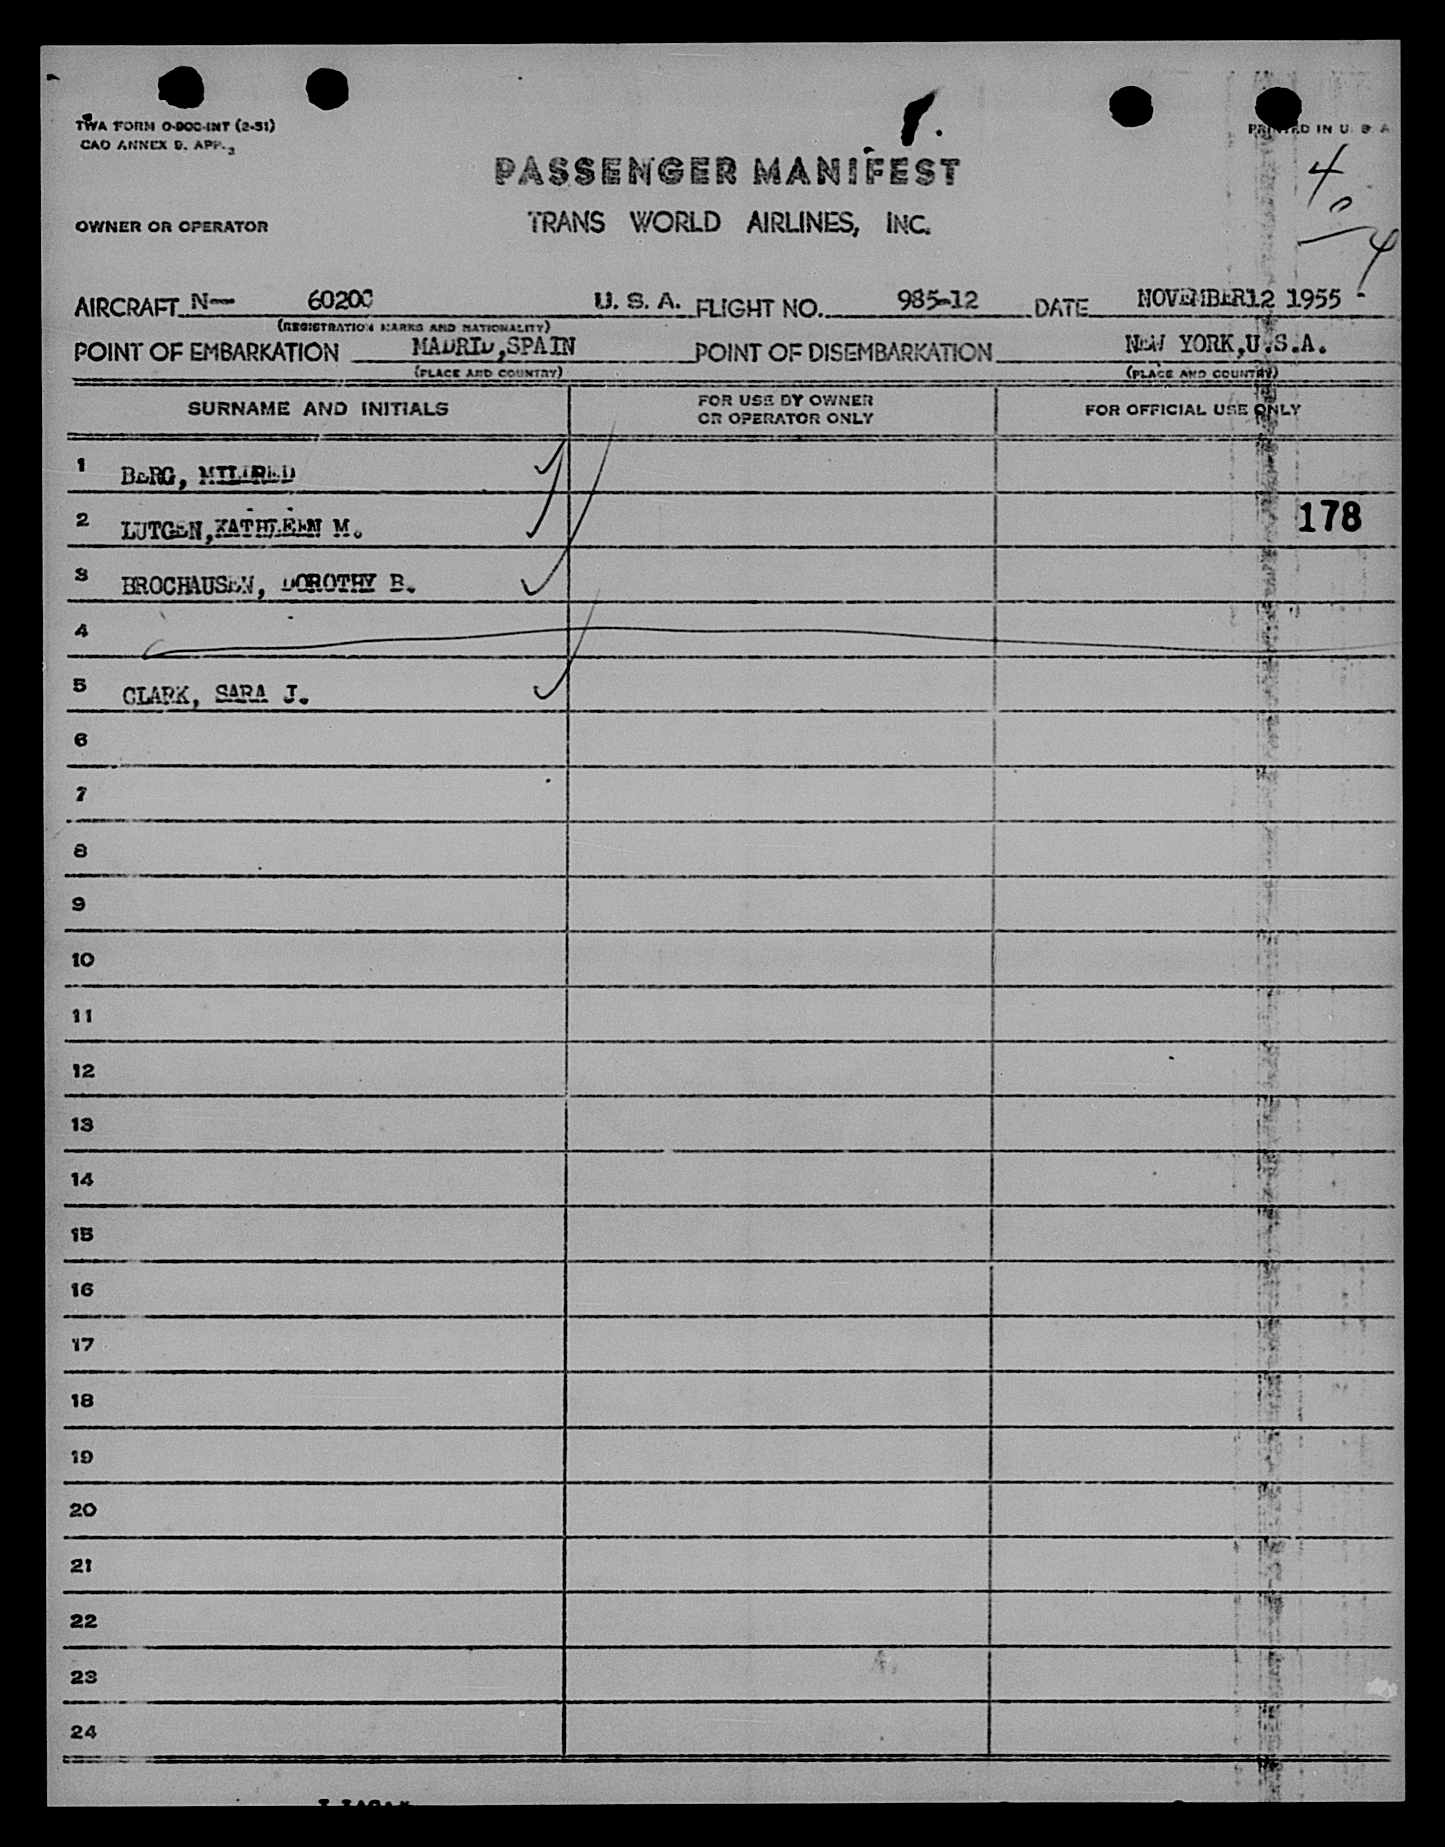 TWA FORM O-DOC-INT (2-51)
CAO ANNEX 9. APP. 3
PRINTED IN U. S. A
PASSENGER MANIFEST
4
0
4
OWNER OR OPERATOR
TRANS WORLD AIRLINES, INC.
AIRCRAFT N-- 6020C U. S. A. FLIGHT NO. 985-12 DATE NOVEMBER12 1955 -
(REGISTRATION MARKS AND NATIONALITY)
POINT OF EMBARKATION MADRID,SPAIN POINT OF DISEMBARKATION NEW YORK,U.S.A.
(PLACE AND COUNTRY) (PLACE AND COUNTRY)
SURNAME AND INITIALS FOR USE BY OWNER OR OPERATOR ONLY FOR OFFICIAL USE ONLY
1 BERG, MILDRED
2 LUTGEN,KATHLEEN M. 178
3 BROCHAUSEN, DOROTHY B.
4
5 CLARK, SARA J.
6
7
8
9
10
11
12
13
14
15
16
17
18
19
20
21
22
23
24